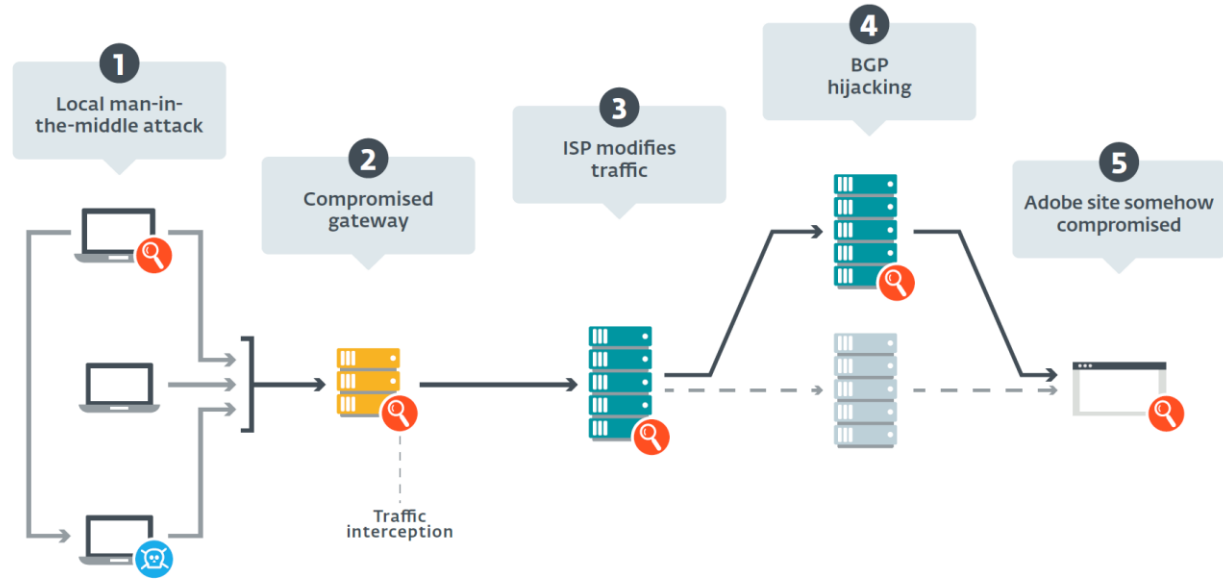 1
Local man-in-
the-middle attack
2
Compromised
gateway
3
ISP modifies
traffic
4
BGP
hijacking
5
Adobe site somehow
compromised
Traffic
interception